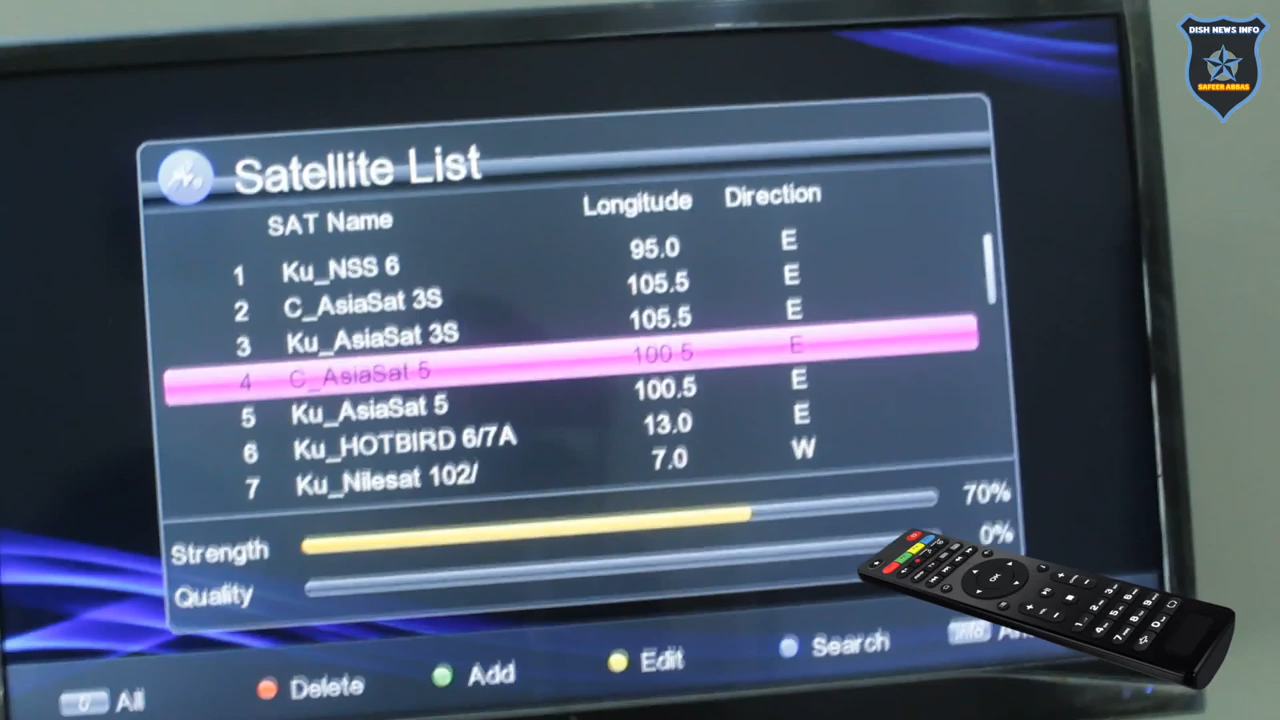 DISH NEWS INFO
SAFEER ABBAS
Satellite List
SAT Name Longitude Direction
1 Ku_NSS 6 95.0 E
2 C_AsiaSat 3S 105.5 E
3 Ku_AsiaSat 3S 105.5 E
4 C_AsiaSat 5 100.5 E
5 Ku_AsiaSat 5 100.5 E
6 Ku_HOTBIRD 6/7A 13.0 E
7 Ku_Nilesat 102/ 7.0 W
Strength 70%
Quality 0%
0 All Delete Add Edit Search Info